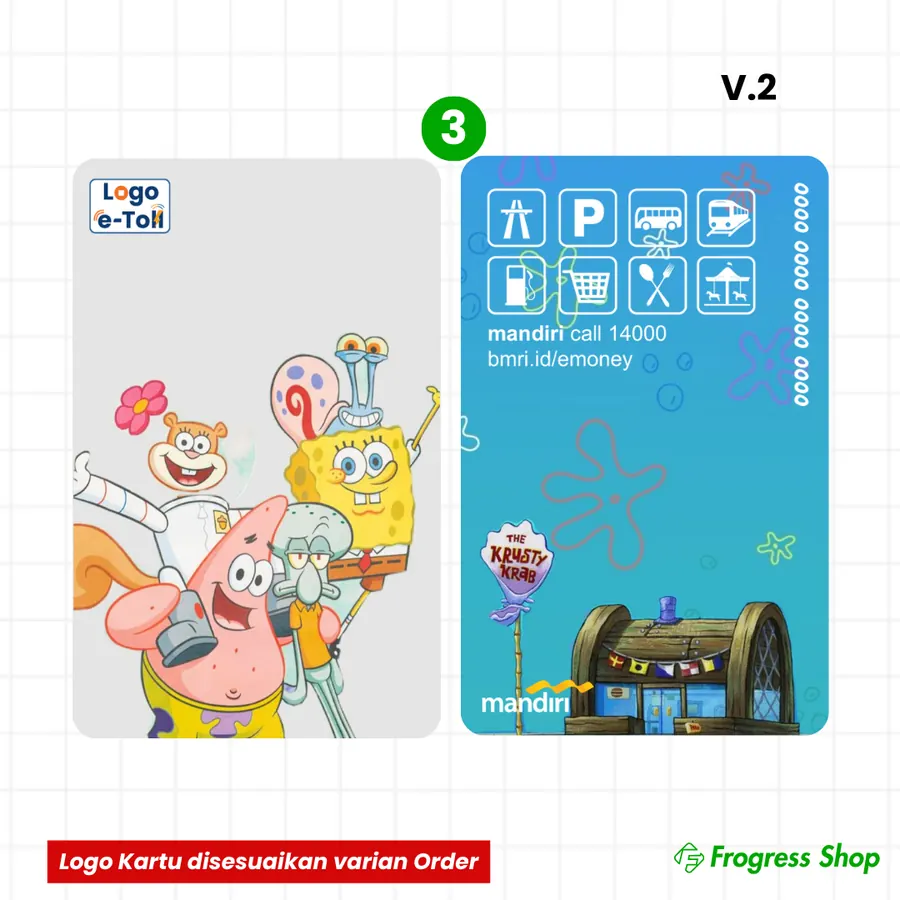 V.2
3
Logo
e-Toll
P
0000 0000 0000 0000
mandiri call 14000
bmri.id/emoney
THE
KRUSTY
KRAB
mandiri
Logo Kartu disesuaikan varian Order
Frogress Shop